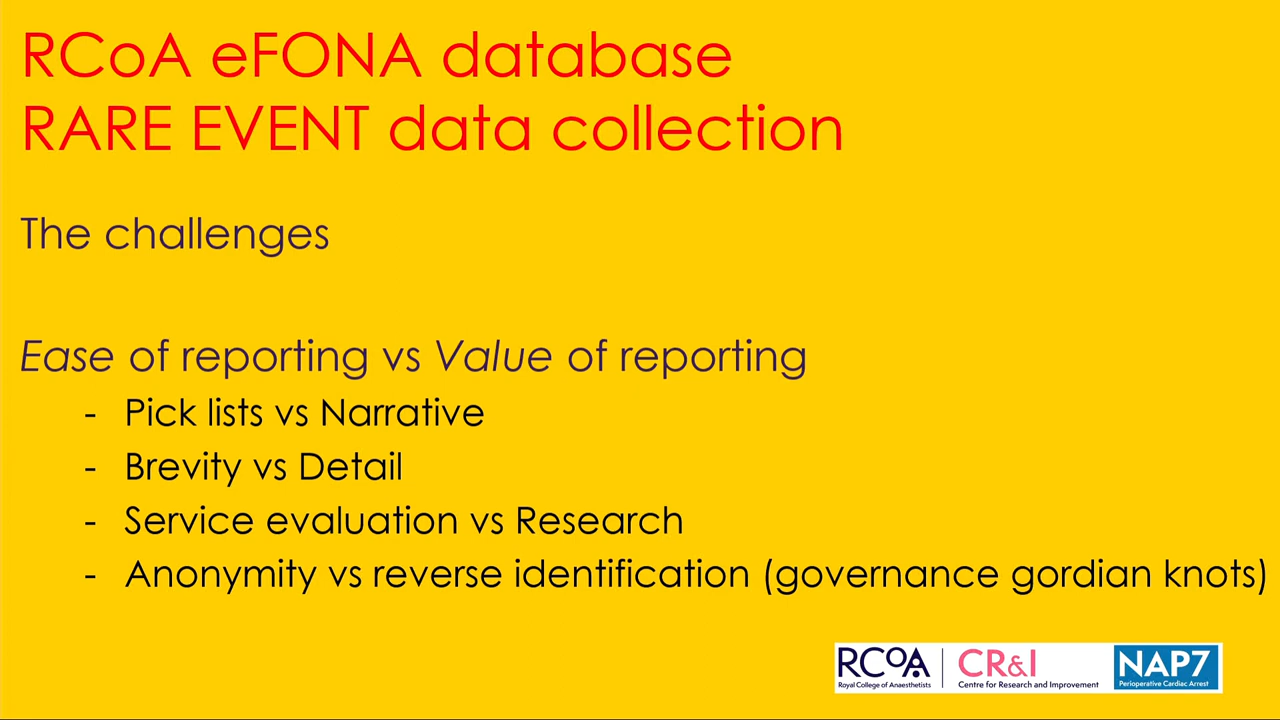 RCoA eFONA database
RARE EVENT data collection
The challenges
Ease of reporting vs Value of reporting
- Pick lists vs Narrative
- Brevity vs Detail
- Service evaluation vs Research
- Anonymity vs reverse identification (governance gordian knots)
RCoA
Royal College of Anaesthetists
CR&I
Centre for Research and Improvement
NAP7
Perioperative Cardiac Arrest